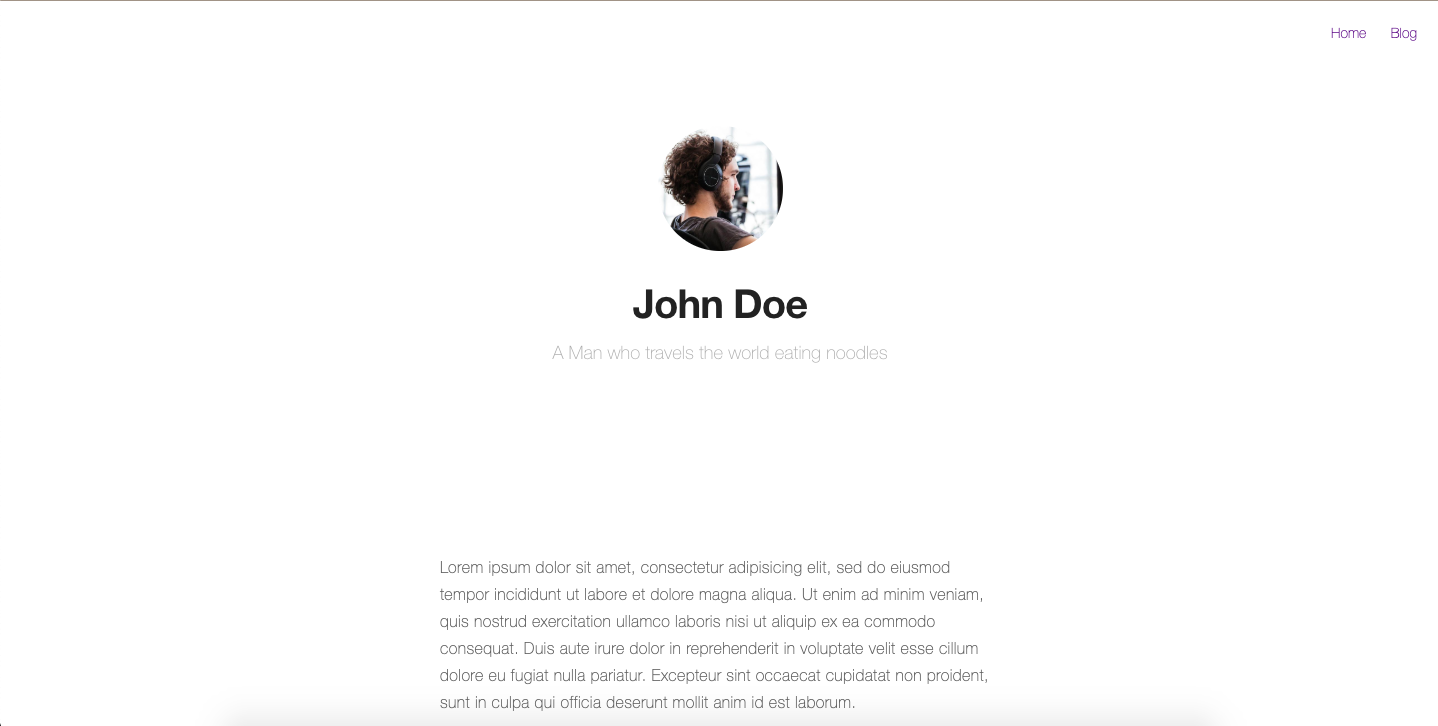 Home Blog
John Doe
A Man who travels the world eating noodles
Lorem ipsum dolor sit amet, consectetur adipisicing elit, sed do eiusmod
tempor incididunt ut labore et dolore magna aliqua. Ut enim ad minim veniam,
quis nostrud exercitation ullamco laboris nisi ut aliquip ex ea commodo
consequat. Duis aute irure dolor in reprehenderit in voluptate velit esse cillum
dolore eu fugiat nulla pariatur. Excepteur sint occaecat cupidatat non proident,
sunt in culpa qui officia deserunt mollit anim id est laborum.